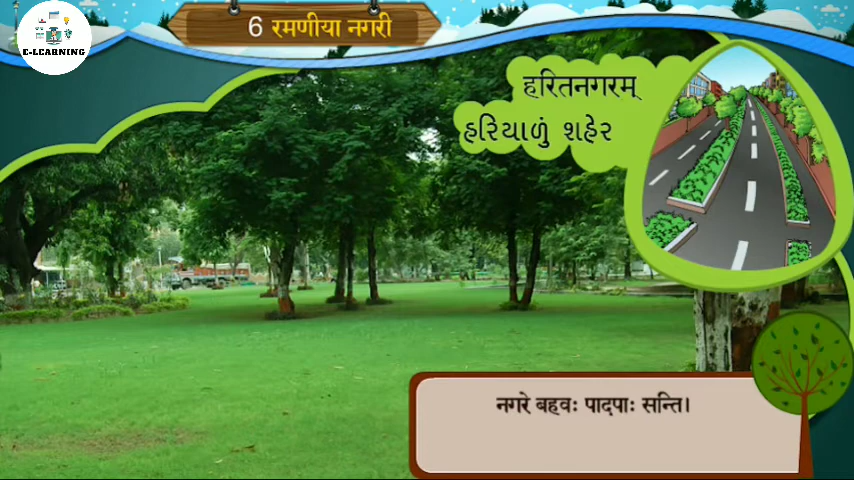 E-LEARNING
6 रमणीया नगरी
हरितनगरम्
હરિયાળું શહેર
नगरे बहवः पादपाः सन्ति।